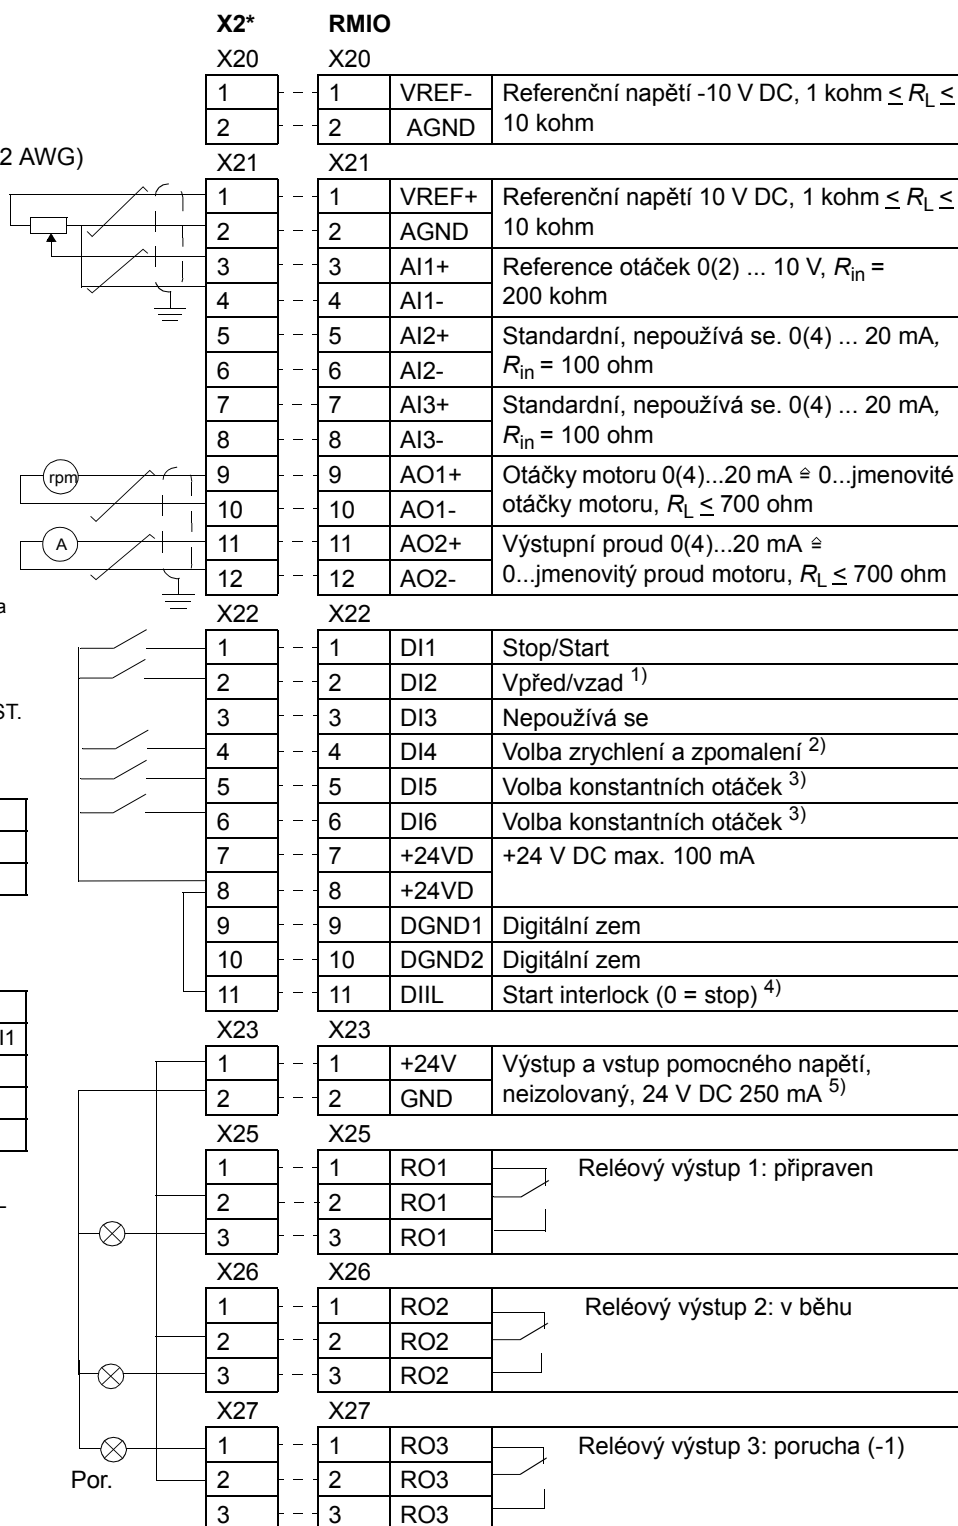 X2* RMIO
X20 X20
1 1 VREF- Referenční napětí -10 V DC, 1 kohm ≤ RL ≤
2 2 AGND 10 kohm
2 AWG)
X21 X21
1 1 VREF+ Referenční napětí 10 V DC, 1 kohm ≤ RL ≤
2 2 AGND 10 kohm
3 3 AI1+ Reference otáček 0(2) ... 10 V, Rin =
4 4 AI1- 200 kohm
5 5 AI2+ Standardní, nepoužívá se. 0(4) ... 20 mA,
6 6 AI2- Rin = 100 ohm
7 7 AI3+ Standardní, nepoužívá se. 0(4) ... 20 mA,
8 8 AI3- Rin = 100 ohm
rpm 9 9 AO1+ Otáčky motoru 0(4)...20 mA ≙ 0...jmenovité
10 10 AO1- otáčky motoru, RL ≤ 700 ohm
A 11 11 AO2+ Výstupní proud 0(4)...20 mA ≙
12 12 AO2- 0...jmenovitý proud motoru, RL ≤ 700 ohm
a
X22 X22
1 1 DI1 Stop/Start
2 2 DI2 Vpřed/vzad 1)
ST.
3 3 DI3 Nepoužívá se
4 4 DI4 Volba zrychlení a zpomalení 2)
5 5 DI5 Volba konstantních otáček 3)
6 6 DI6 Volba konstantních otáček 3)
7 7 +24VD +24 V DC max. 100 mA
8 8 +24VD
9 9 DGND1 Digitální zem
10 10 DGND2 Digitální zem
11 11 DIIL Start interlock (0 = stop) 4)
X23 X23
I1
1 1 +24V Výstup a vstup pomocného napětí,
2 2 GND neizolovaný, 24 V DC 250 mA 5)
X25 X25
1 1 RO1 Reléový výstup 1: připraven
2 2 RO1
3 3 RO1
X26 X26
1 1 RO2 Reléový výstup 2: v běhu
2 2 RO2
3 3 RO2
X27 X27
1 1 RO3 Reléový výstup 3: porucha (-1)
Por. 2 2 RO3
3 3 RO3